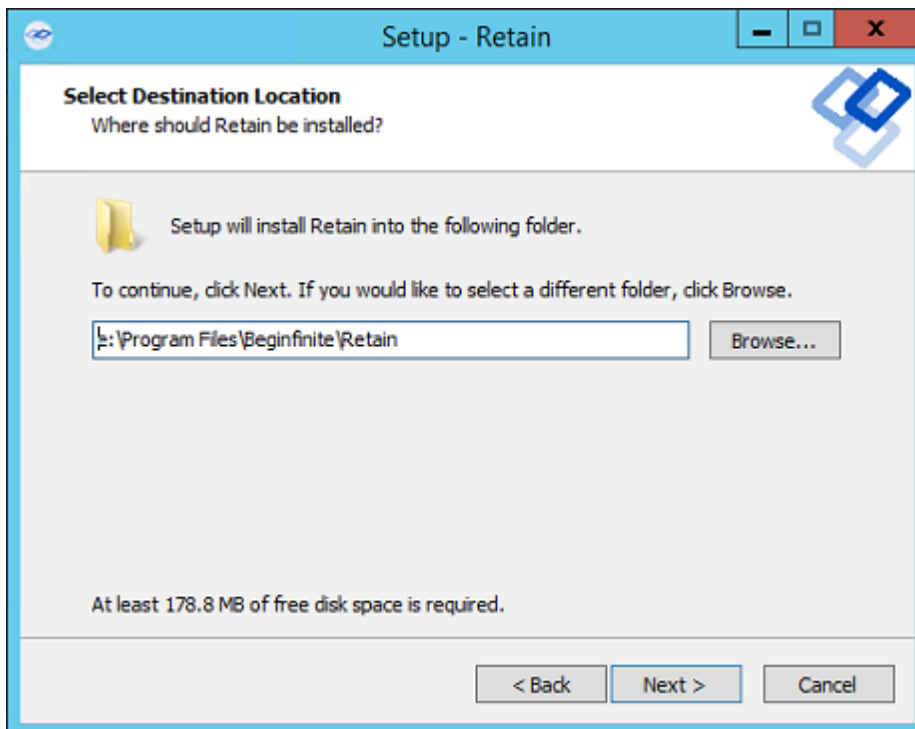 Setup - Retain
Select Destination Location
Where should Retain be installed?
Setup will install Retain into the following folder.
To continue, click Next. If you would like to select a different folder, click Browse.
:\Program Files\Beginfinite\Retain
Browse...
At least 178.8 MB of free disk space is required.
< Back
Next >
Cancel